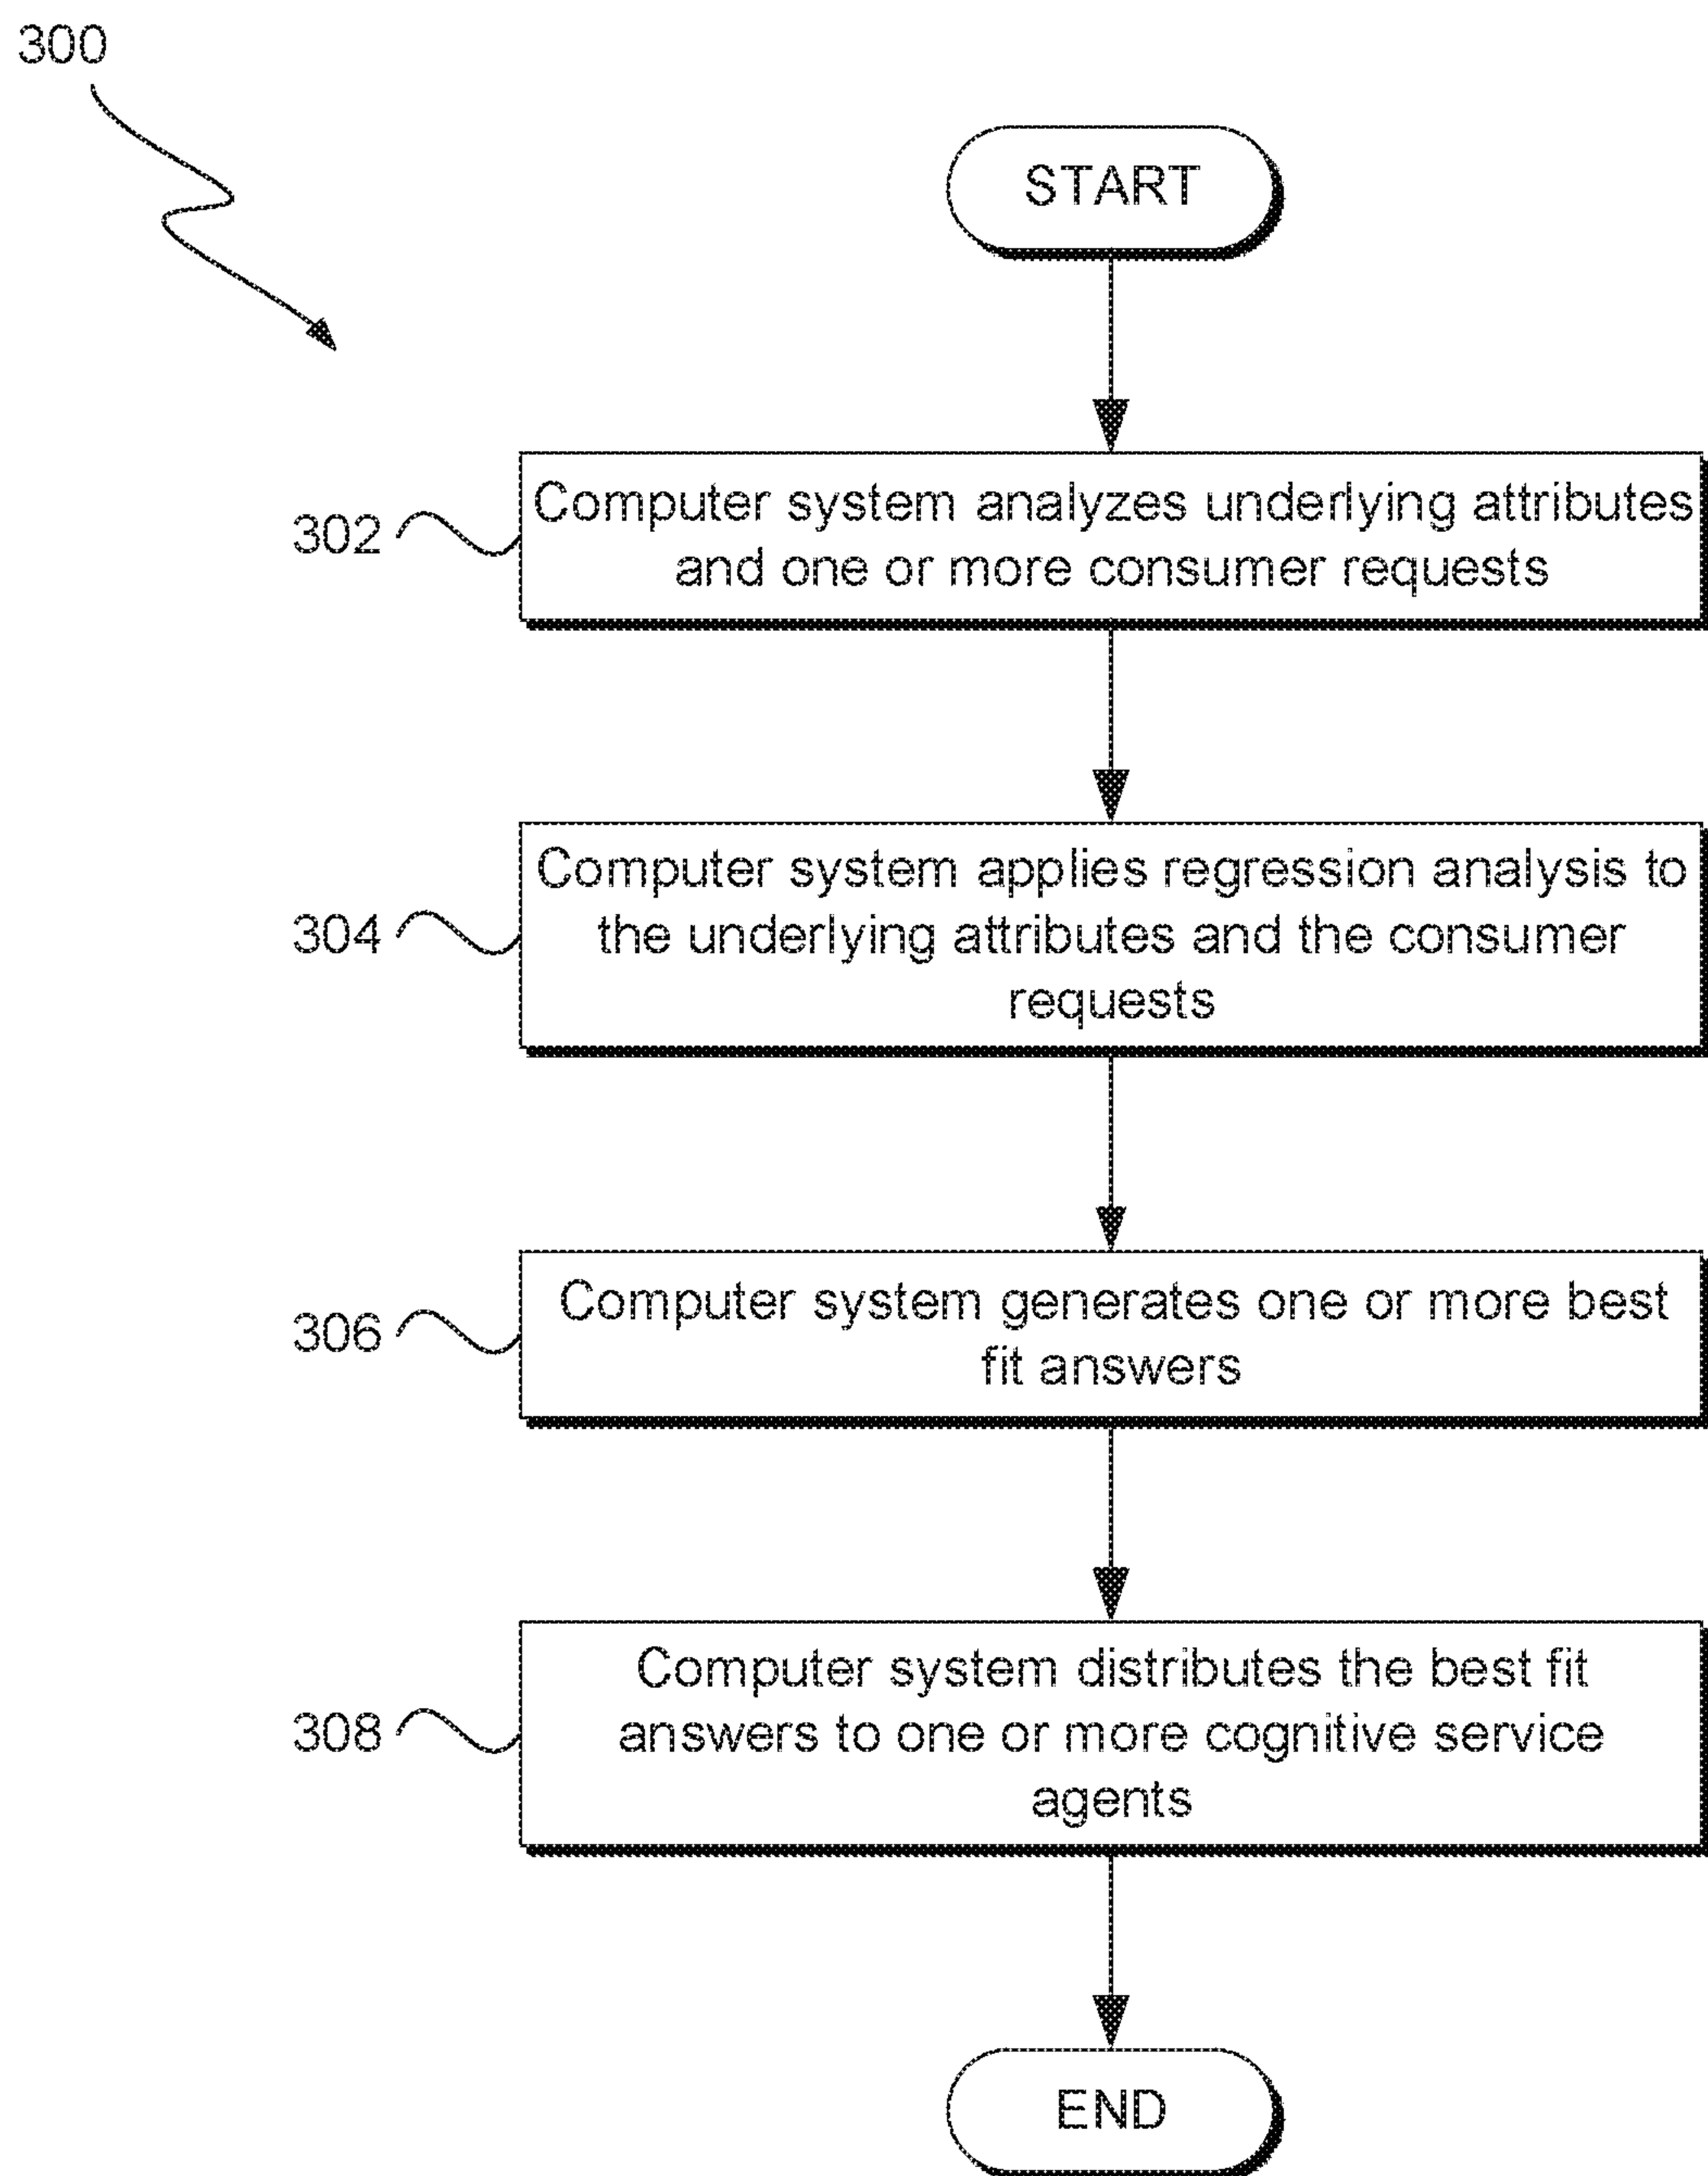 300
START
302
Computer system analyzes underlying attributes
and one or more consumer requests
304
Computer system applies regression analysis to
the underlying attributes and the consumer
requests
306
Computer system generates one or more best
fit answers
308
Computer system distributes the best fit
answers to one or more cognitive service
agents
END